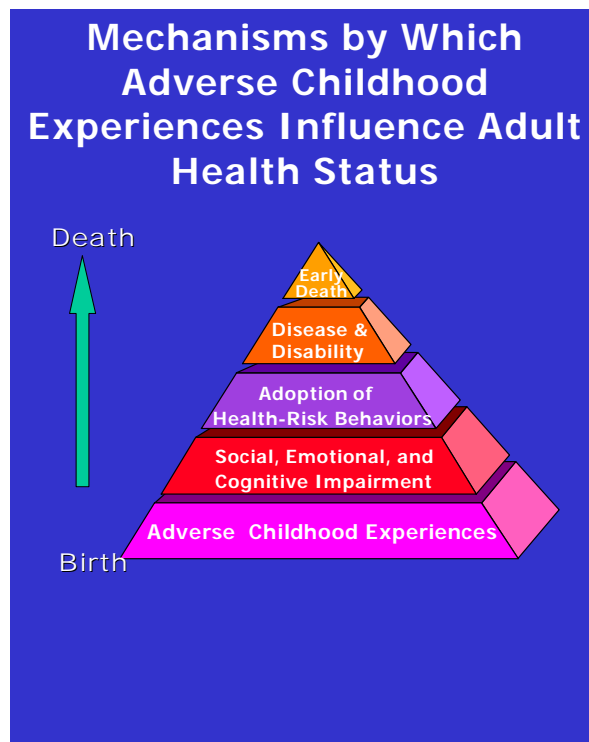 Mechanisms by Which
Adverse Childhood
Experiences Influence Adult
Health Status
Death
Early
Death
Disease &
Disability
Adoption of
Health-Risk Behaviors
Social, Emotional, and
Cognitive Impairment
Adverse Childhood Experiences
Birth